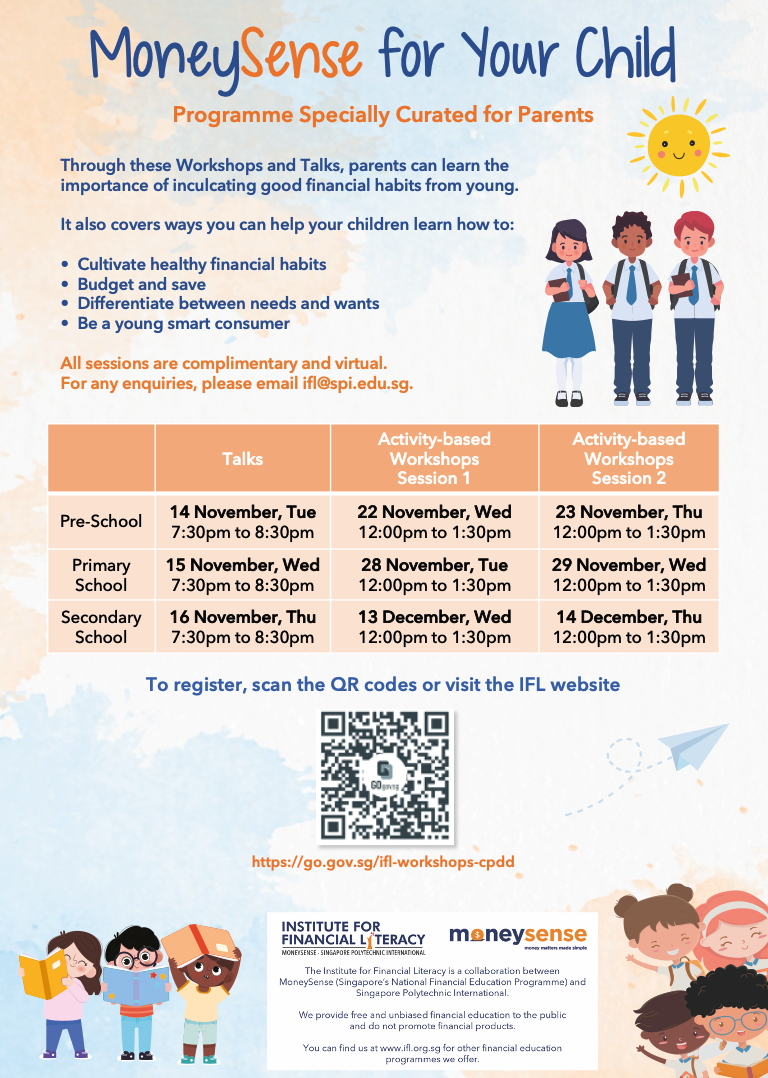 MoneySense for Your Child
Programme Specially Curated for Parents
Through these Workshops and Talks, parents can learn the
importance of inculcating good financial habits from young.
It also covers ways you can help your children learn how to:
• Cultivate healthy financial habits
• Budget and save
• Differentiate between needs and wants
• Be a young smart consumer
All sessions are complimentary and virtual.
For any enquiries, please email ifl@spi.edu.sg.
Talks
Activity-based
Workshops
Session 1
Activity-based
Workshops
Session 2
Pre-School
14 November, Tue
7:30pm to 8:30pm
22 November, Wed
12:00pm to 1:30pm
23 November, Thu
12:00pm to 1:30pm
Primary
School
15 November, Wed
7:30pm to 8:30pm
28 November, Tue
12:00pm to 1:30pm
29 November, Wed
12:00pm to 1:30pm
Secondary
School
16 November, Thu
7:30pm to 8:30pm
13 December, Wed
12:00pm to 1:30pm
14 December, Thu
12:00pm to 1:30pm
To register, scan the QR codes or visit the IFL website
GOgov.sg
https://go.gov.sg/ifl-workshops-cpdd
INSTITUTE FOR
FINANCIAL LITERACY
MONEYSENSE - SINGAPORE POLYTECHNIC INTERNATIONAL
moneysense
money matters made simple
The Institute for Financial Literacy is a collaboration between
MoneySense (Singapore's National Financial Education Programme) and
Singapore Polytechnic International.
We provide free and unbiased financial education to the public
and do not promote financial products.
You can find us at www.ifl.org.sg for other financial education
programmes we offer.